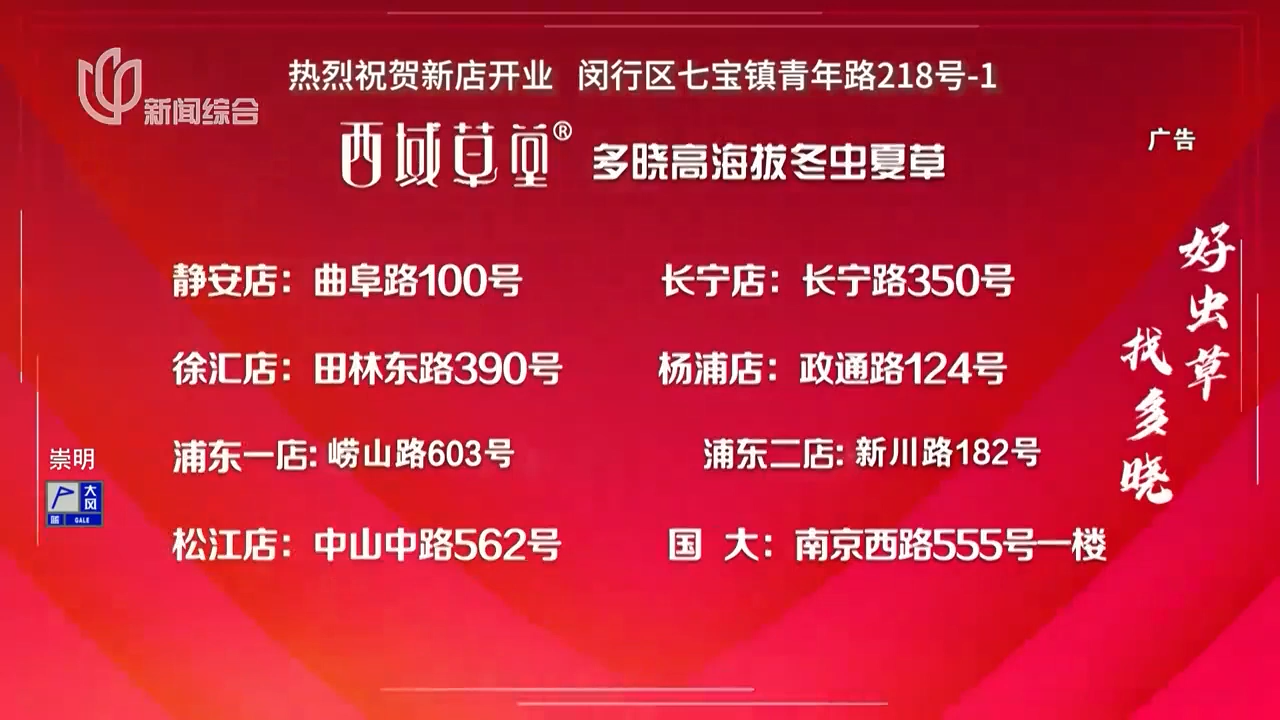 热烈祝贺新店开业 闵行区七宝镇青年路218号-1
新闻综合
西域草堂® 多晓高海拔冬虫夏草
广告
静安店：曲阜路100号
长宁店：长宁路350号
徐汇店：田林东路390号
杨浦店：政通路124号
浦东一店：崂山路603号
浦东二店：新川路182号
松江店：中山中路562号
国 大：南京西路555号一楼
好虫草
找多晓
崇明
大风
蓝 GALE